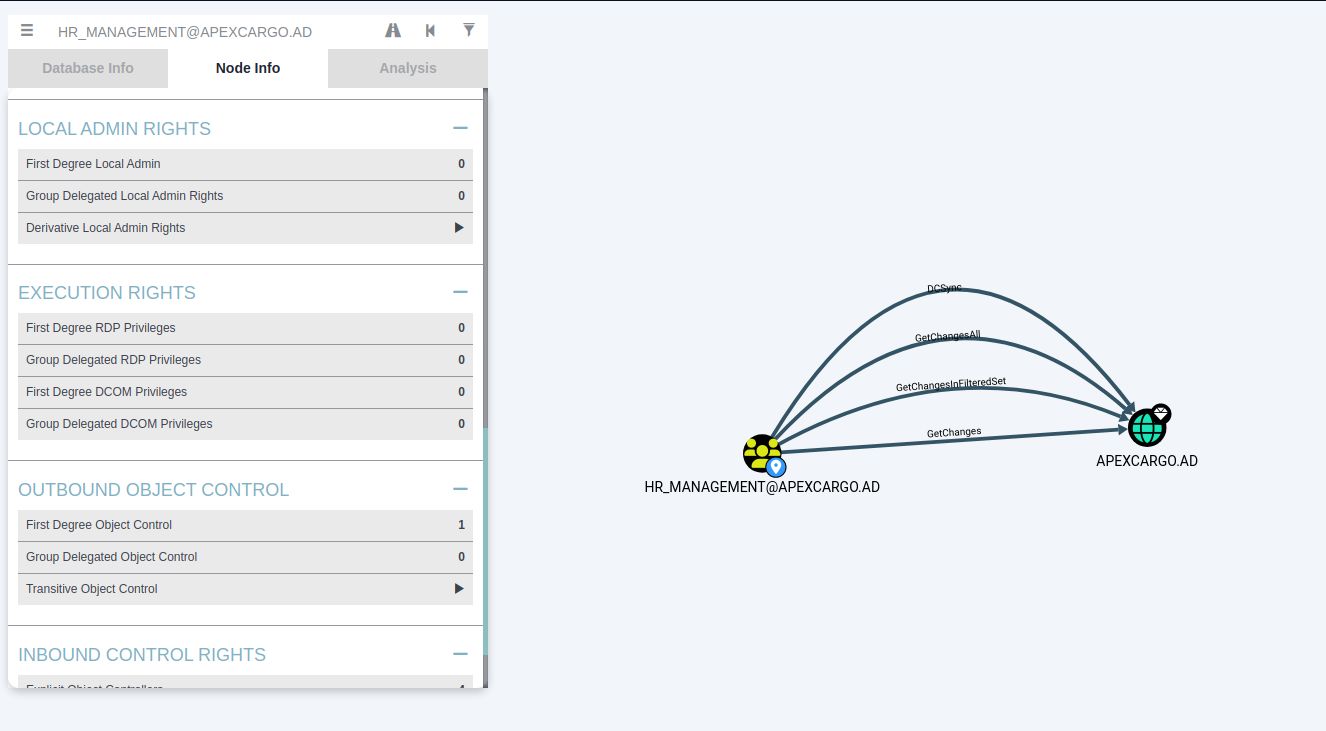 HR_MANAGEMENT@APEXCARGO.AD
Database Info
Node Info
Analysis
LOCAL ADMIN RIGHTS
First Degree Local Admin 0
Group Delegated Local Admin Rights 0
Derivative Local Admin Rights
EXECUTION RIGHTS
First Degree RDP Privileges 0
Group Delegated RDP Privileges 0
First Degree DCOM Privileges 0
Group Delegated DCOM Privileges 0
OUTBOUND OBJECT CONTROL
First Degree Object Control 1
Group Delegated Object Control 0
Transitive Object Control
INBOUND CONTROL RIGHTS
Explicit Object Controllers
DCSync
GetChangesAll
GetChangesInFilteredSet
GetChanges
HR_MANAGEMENT@APEXCARGO.AD
APEXCARGO.AD